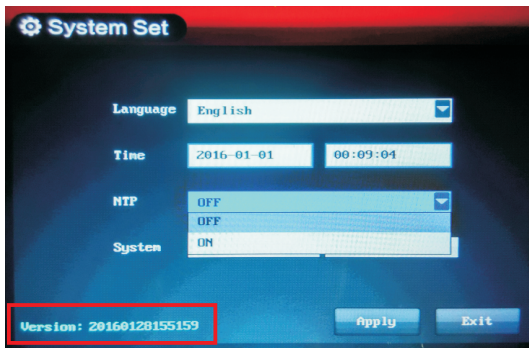 System Set
Language English
Time 2016-01-01 00:09:04
NTP OFF
OFF
System ON
Version: 20160128155159 Apply Exit